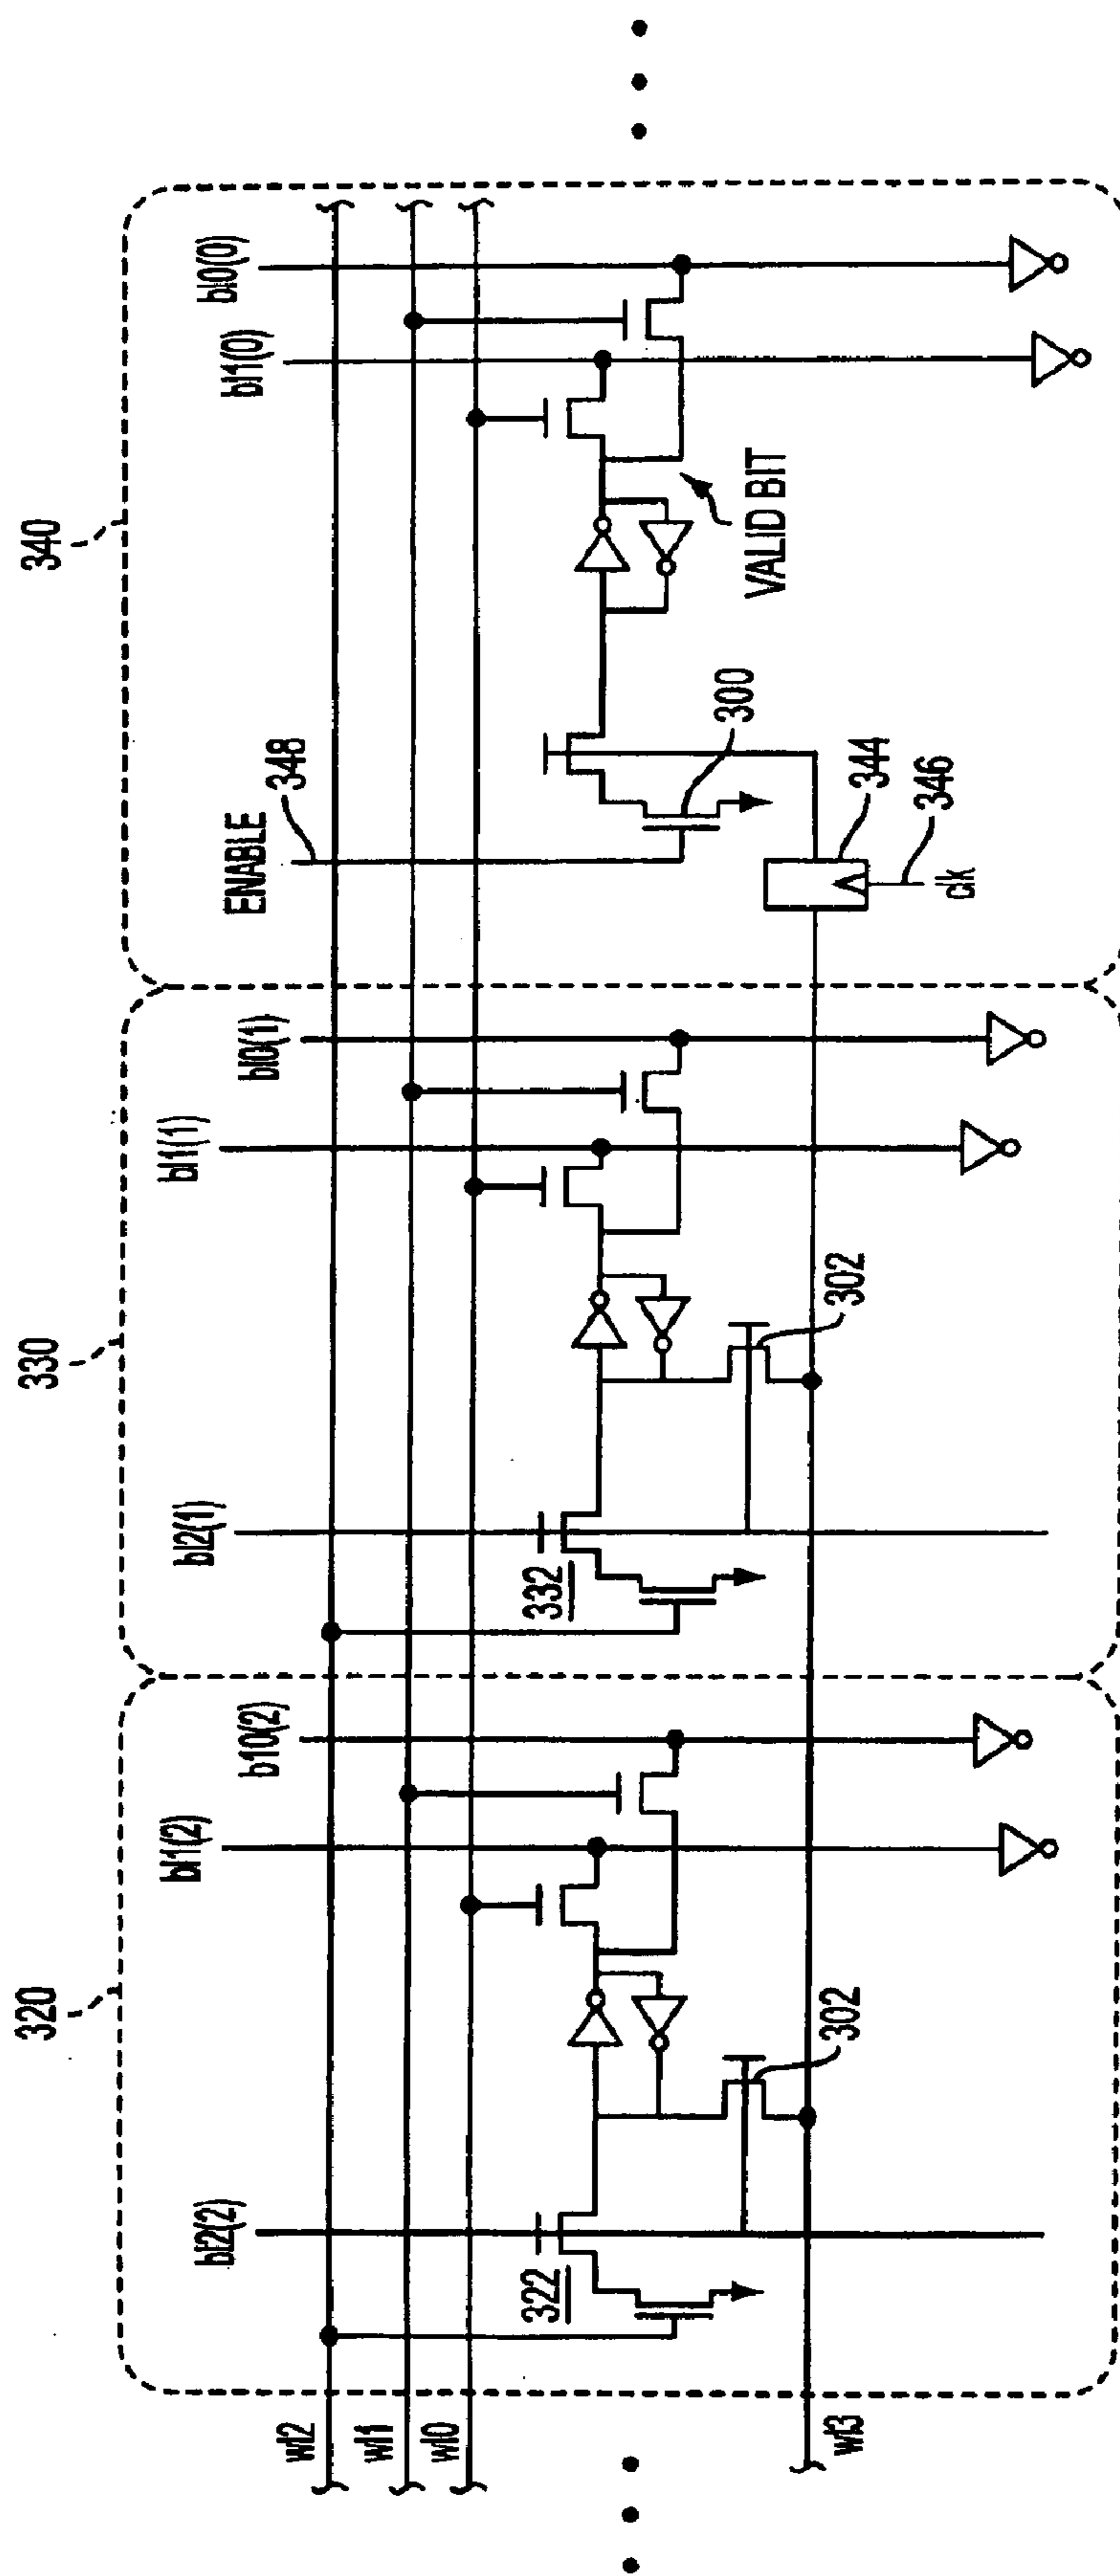 320
330
340
bl2(2)
bl1(2)
b10(2)
bl2(1)
bl1(1)
bl0(1)
ENABLE
348
bl1(0)
bl0(0)
wl2
wl1
wl0
322
332
300
VALID BIT
302
302
344
346
clk
wl3